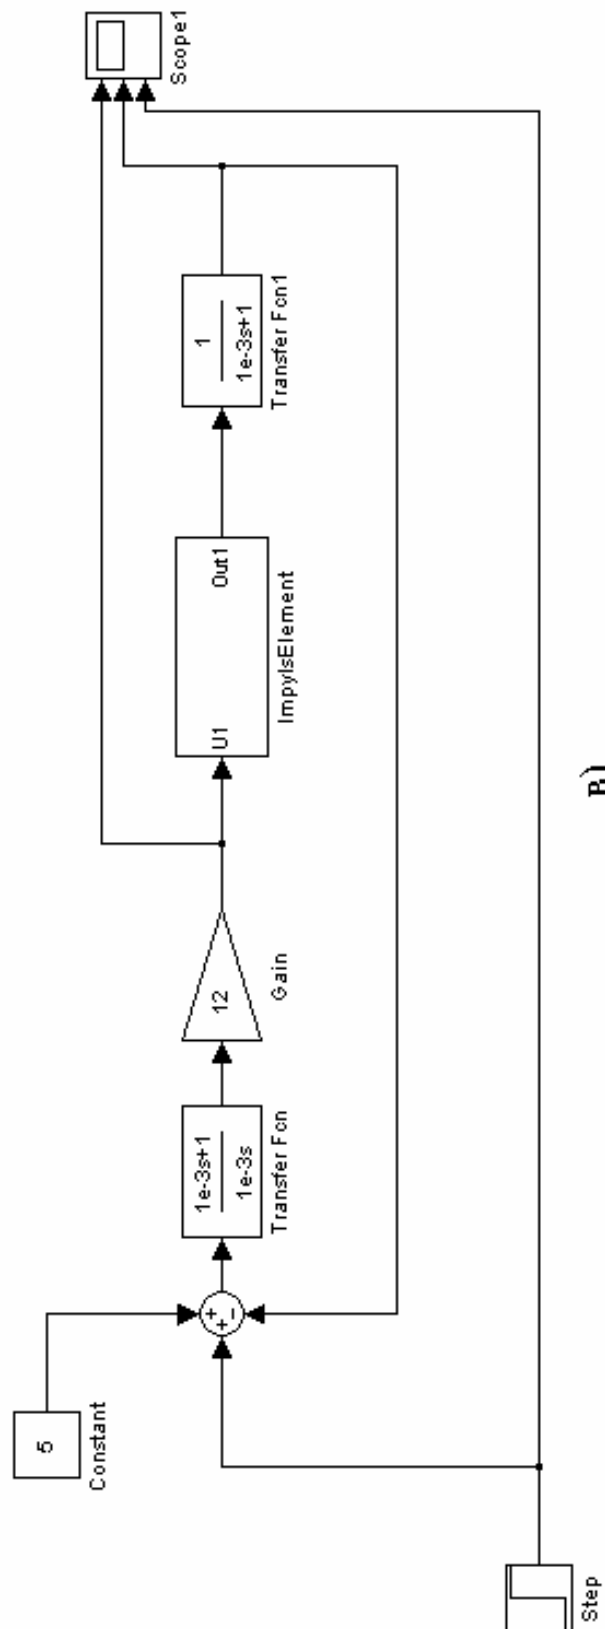 Step
5
Constant
+
+
−
1e-3s+1
1e-3s
Transfer Fcn
12
Gain
U1
Out1
ImpylsElement
1
1e-3s+1
Transfer Fcn1
Scope1
в)